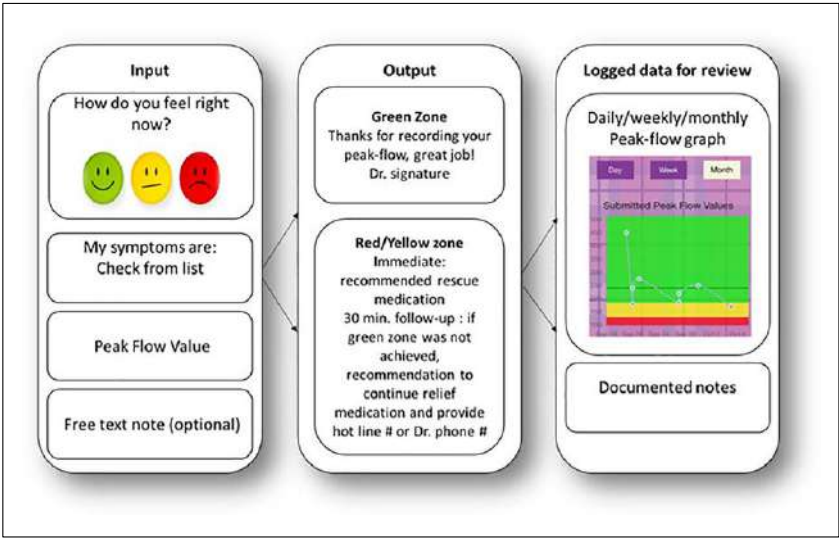 Input
How do you feel right
now?
My symptoms are:
Check from list
Peak Flow Value
Free text note (optional)
Output
Green Zone
Thanks for recording your
peak-flow, great job!
Dr. signature
Red/Yellow zone
Immediate:
recommended rescue
medication
30 min. follow-up : if
green zone was not
achieved,
recommendation to
continue relief
medication and provide
hot line # or Dr. phone #
Logged data for review
Daily/weekly/monthly
Peak-flow graph
Day Week Month
Submitted Peak Flow Values
Documented notes